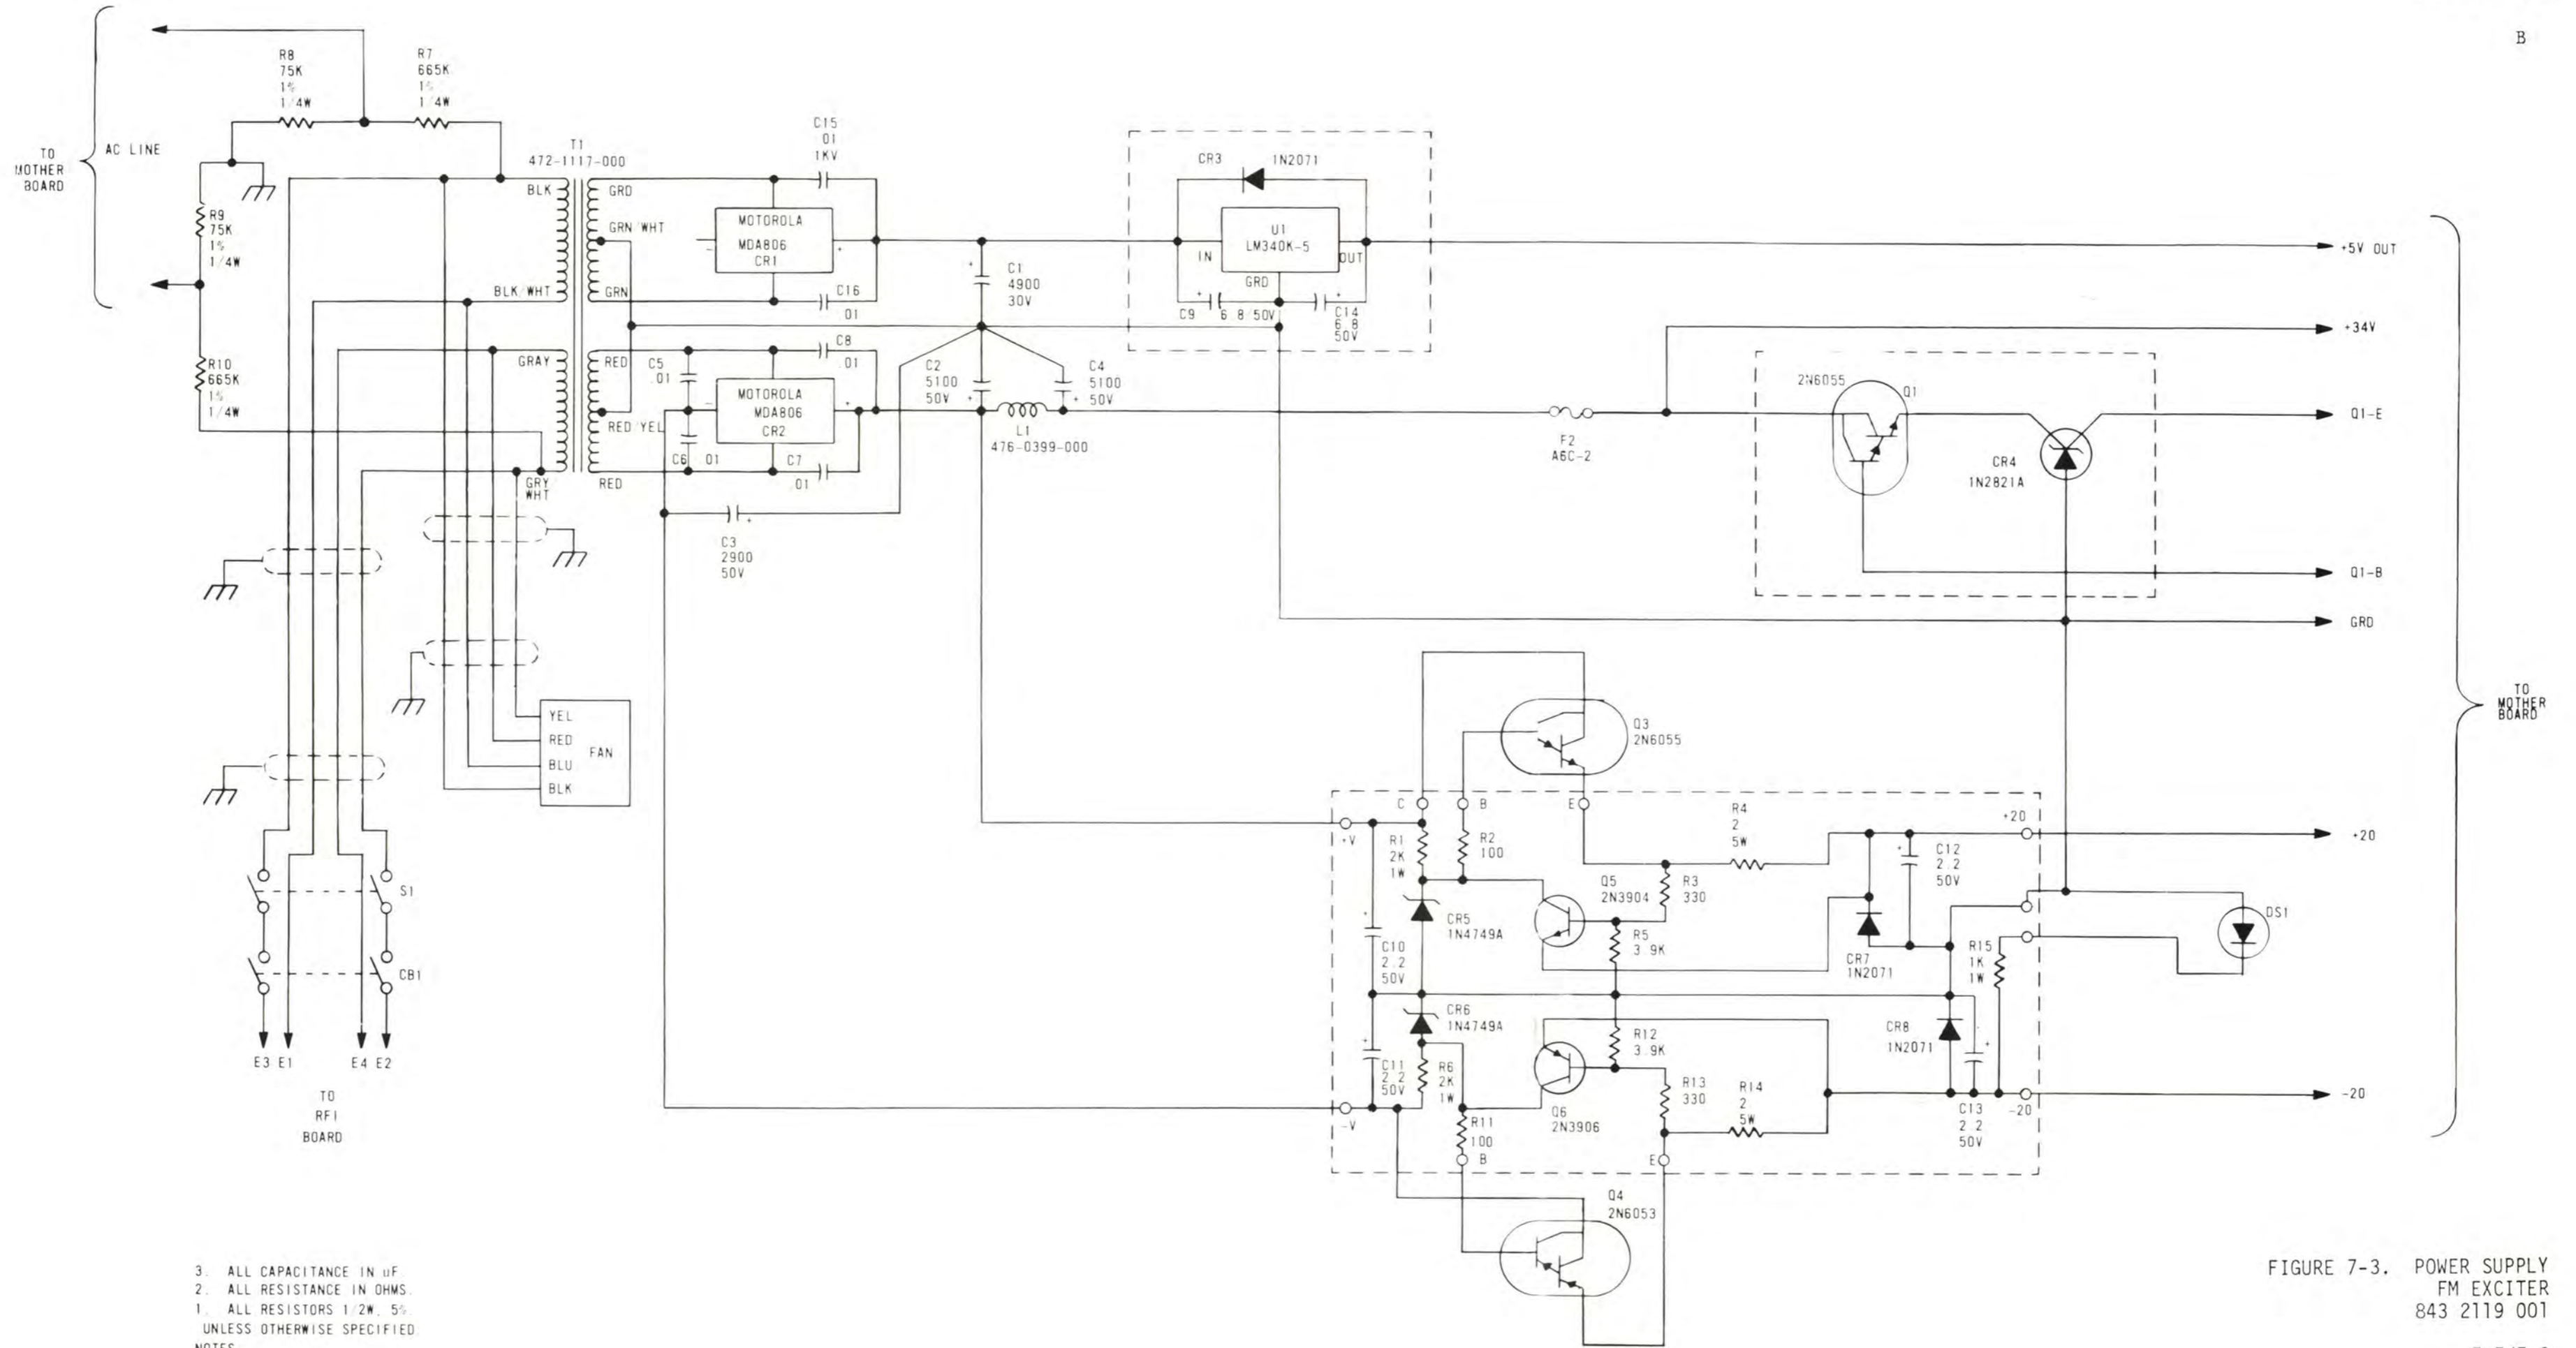 B
TO
MOTHER
BOARD
AC LINE
R8
75K
1%
1/4W
R7
665K
1%
1/4W
R9
75K
1%
1/4W
R10
665K
1%
1/4W
T1
472-1117-000
BLK
BLK/WHT
GRAY
GRY
WHT
GRD
GRN/WHT
GRN
RED
RED/YEL
RED
C15
.01
1KV
MOTOROLA
MDA806
CR1
-
+
C16
.01
C8
.01
C5
.01
MOTOROLA
MDA806
CR2
-
+
C6 .01
C7
.01
C3
2900
50V
+
C1
4900
30V
+
C2
5100
50V
+
C4
5100
50V
+
L1
476-0399-000
CR3
1N2071
U1
LM340K-5
IN
OUT
GRD
C9
6.8/50V
C14
6.8
50V
F2
A6C-2
2N6055
Q1
CR4
1N2821A
+5V OUT
+34V
Q1-E
Q1-B
GRD
TO
MOTHER
BOARD
YEL
RED
BLU
BLK
FAN
S1
CB1
E3 E1
E4 E2
TO
RFI
BOARD
Q3
2N6055
C
B
E
+V
R1
2K
1W
R2
100
R4
2
5W
+20
+20
C12
2.2
50V
Q5
2N3904
R3
330
CR5
1N4749A
R5
3.9K
C10
2.2
50V
CR7
1N2071
R15
1K
1W
DS1
CR6
1N4749A
R12
3.9K
CR8
1N2071
C11
2.2
50V
R6
2K
1W
R13
330
R14
2
5W
Q6
2N3906
C13
2.2
50V
-20
-20
-V
R11
100
B
E
Q4
2N6053
3. ALL CAPACITANCE IN uF
2. ALL RESISTANCE IN OHMS.
1. ALL RESISTORS 1/2W, 5%.
UNLESS OTHERWISE SPECIFIED
NOTES
FIGURE 7-3. POWER SUPPLY
FM EXCITER
843 2119 001